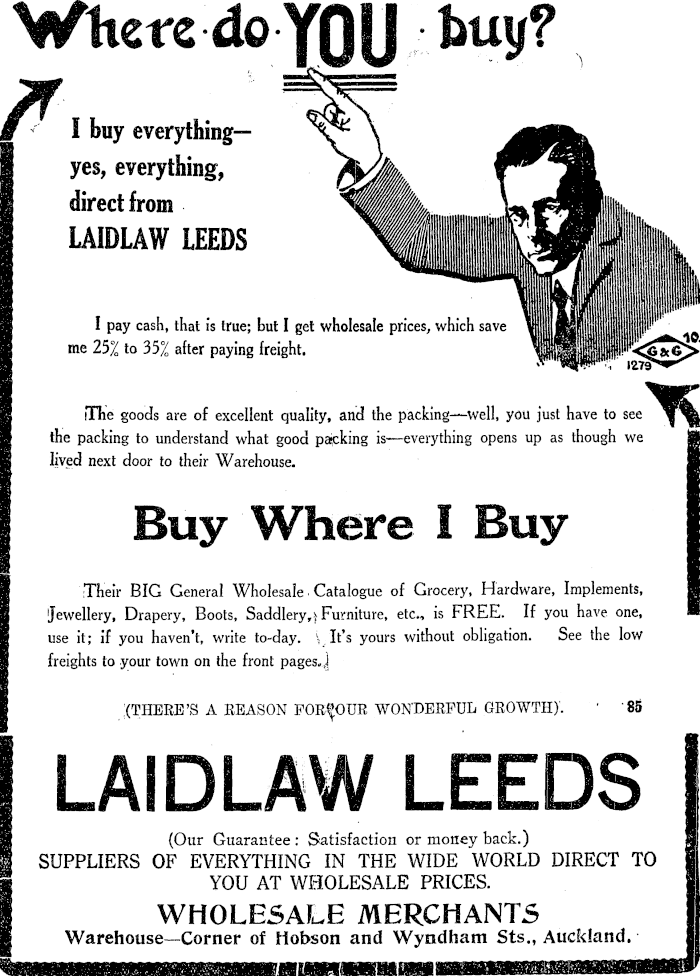 Where · do · YOU · buy?
I buy everything—
yes, everything,
direct from
LAIDLAW LEEDS
I pay cash, that is true; but I get wholesale prices, which save
me 25% to 35% after paying freight.
10.
G & G
1279
The goods are of excellent quality, and the packing—well, you just have to see
the packing to understand what good packing is—everything opens up as though we
lived next door to their Warehouse.
Buy Where I Buy
Their BIG General Wholesale Catalogue of Grocery, Hardware, Implements,
Jewellery, Drapery, Boots, Saddlery, Furniture, etc., is FREE. If you have one,
use it; if you haven't, write to-day. It's yours without obligation. See the low
freights to your town on the front pages.
(THERE'S A REASON FOR OUR WONDERFUL GROWTH). 85
LAIDLAW LEEDS
(Our Guarantee: Satisfaction or money back.)
SUPPLIERS OF EVERYTHING IN THE WIDE WORLD DIRECT TO
YOU AT WHOLESALE PRICES.
WHOLESALE MERCHANTS
Warehouse—Corner of Hobson and Wyndham Sts., Auckland.